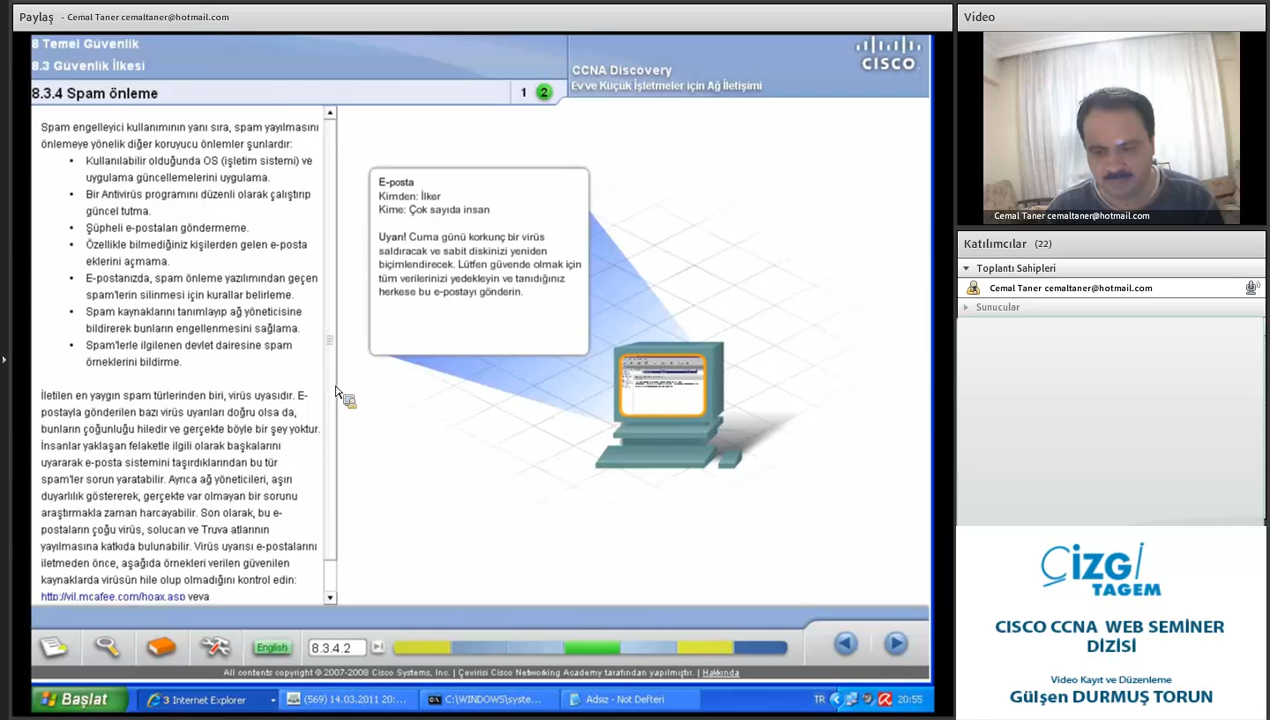 Paylaş - Cemal Taner cemaltaner@hotmail.com
8 Temel Güvenlik
8.3 Güvenlik İlkesi
8.3.4 Spam önleme
1 2
CCNA Discovery
Ev ve Küçük İşletmeler için Ağ İletişimi
CISCO
Spam engelleyici kullanımının yanı sıra, spam yayılmasını
önlemeye yönelik diğer koruyucu önlemler şunlardır:
• Kullanılabilir olduğunda OS (işletim sistemi) ve
uygulama güncellemelerini uygulama.
• Bir Antivirüs programını düzenli olarak çalıştırıp
güncel tutma.
• Şüpheli e-postaları göndermeme.
• Özellikle bilmediğiniz kişilerden gelen e-posta
eklerini açmama.
• E-postanızda, spam önleme yazılımından geçen
spam'lerin silinmesi için kurallar belirleme.
• Spam kaynaklarını tanımlayıp ağ yöneticisine
bildirerek bunların engellenmesini sağlama.
• Spam'lerle ilgilenen devlet dairesine spam
örneklerini bildirme.
İletilen en yaygın spam türlerinden biri, virüs uyasıdır. E-
postayla gönderilen bazı virüs uyarıları doğru olsa da,
bunların çoğunluğu hiledir ve gerçekte böyle bir şey yoktur.
İnsanlar yaklaşan felaketle ilgili olarak başkalarını
uyararak e-posta sistemini taşırdıklarından bu tür
spam'ler sorun yaratabilir. Ayrıca ağ yöneticileri, aşırı
duyarlılık göstererek, gerçekte var olmayan bir sorunu
araştırmakla zaman harcayabilir. Son olarak, bu e-
postaların çoğu virüs, solucan ve Truva atlarının
yayılmasına katkıda bulunabilir. Virüs uyarısı e-postalarını
iletmeden önce, aşağıda örnekleri verilen güvenilen
kaynaklarda virüsün hile olup olmadığını kontrol edin:
http://vil.mcafee.com/hoax.asp veya
E-posta
Kimden: İlker
Kime: Çok sayıda insan
Uyarı! Cuma günü korkunç bir virüs
saldıracak ve sabit diskinizi yeniden
biçimlendirecek. Lütfen güvende olmak için
tüm verilerinizi yedekleyin ve tanıdığınız
herkese bu e-postayı gönderin.
English
8.3.4.2
All contents copyright © 2007-2008 Cisco Systems, Inc. | Çevirisi Cisco Networking Academy tarafından yapılmıştır. | Hakkında
Başlat
3 Internet Explorer
(569) 14.03.2011 20:...
C:\WINDOWS\syste...
Adsız - Not Defteri
TR
20:55
Video
Cemal Taner cemaltaner@hotmail.com
Katılımcılar (22)
Toplantı Sahipleri
Cemal Taner cemaltaner@hotmail.com
Sunucular
ÇİZGİ
TAGEM
CISCO CCNA WEB SEMİNER
DİZİSİ
Video Kayıt ve Düzenleme
Gülşen DURMUŞ TORUN